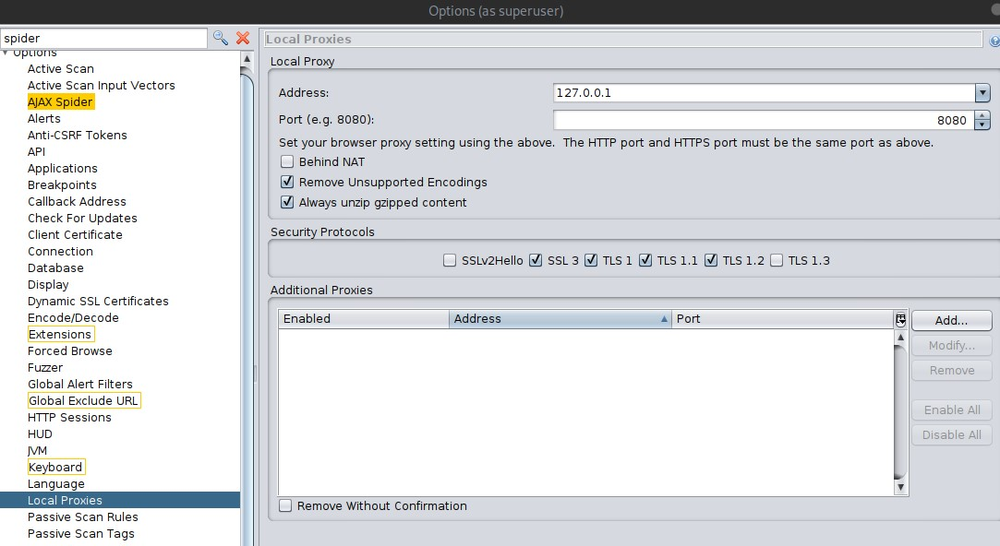 Options (as superuser)
spider
Options
Active Scan
Active Scan Input Vectors
AJAX Spider
Alerts
Anti-CSRF Tokens
API
Applications
Breakpoints
Callback Address
Check For Updates
Client Certificate
Connection
Database
Display
Dynamic SSL Certificates
Encode/Decode
Extensions
Forced Browse
Fuzzer
Global Alert Filters
Global Exclude URL
HTTP Sessions
HUD
JVM
Keyboard
Language
Local Proxies
Passive Scan Rules
Passive Scan Tags
Local Proxies
Local Proxy
Address: 127.0.0.1
Port (e.g. 8080): 8080
Set your browser proxy setting using the above. The HTTP port and HTTPS port must be the same port as above.
Behind NAT
Remove Unsupported Encodings
Always unzip gzipped content
Security Protocols
SSLv2Hello SSL 3 TLS 1 TLS 1.1 TLS 1.2 TLS 1.3
Additional Proxies
Enabled Address Port
Add...
Modify...
Remove
Enable All
Disable All
Remove Without Confirmation